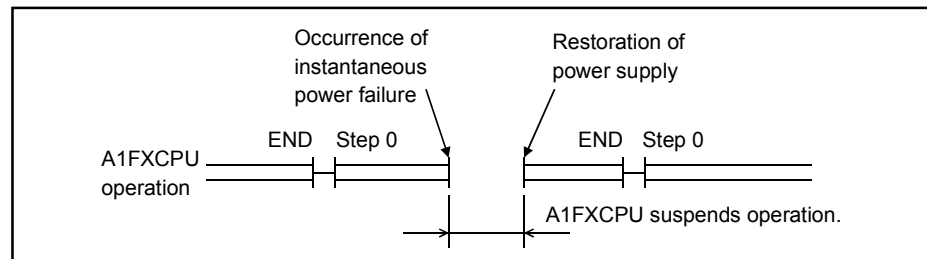 Occurrence of
instantaneous
power failure
Restoration of
power supply
END Step 0
END Step 0
A1FXCPU
operation
A1FXCPU suspends operation.